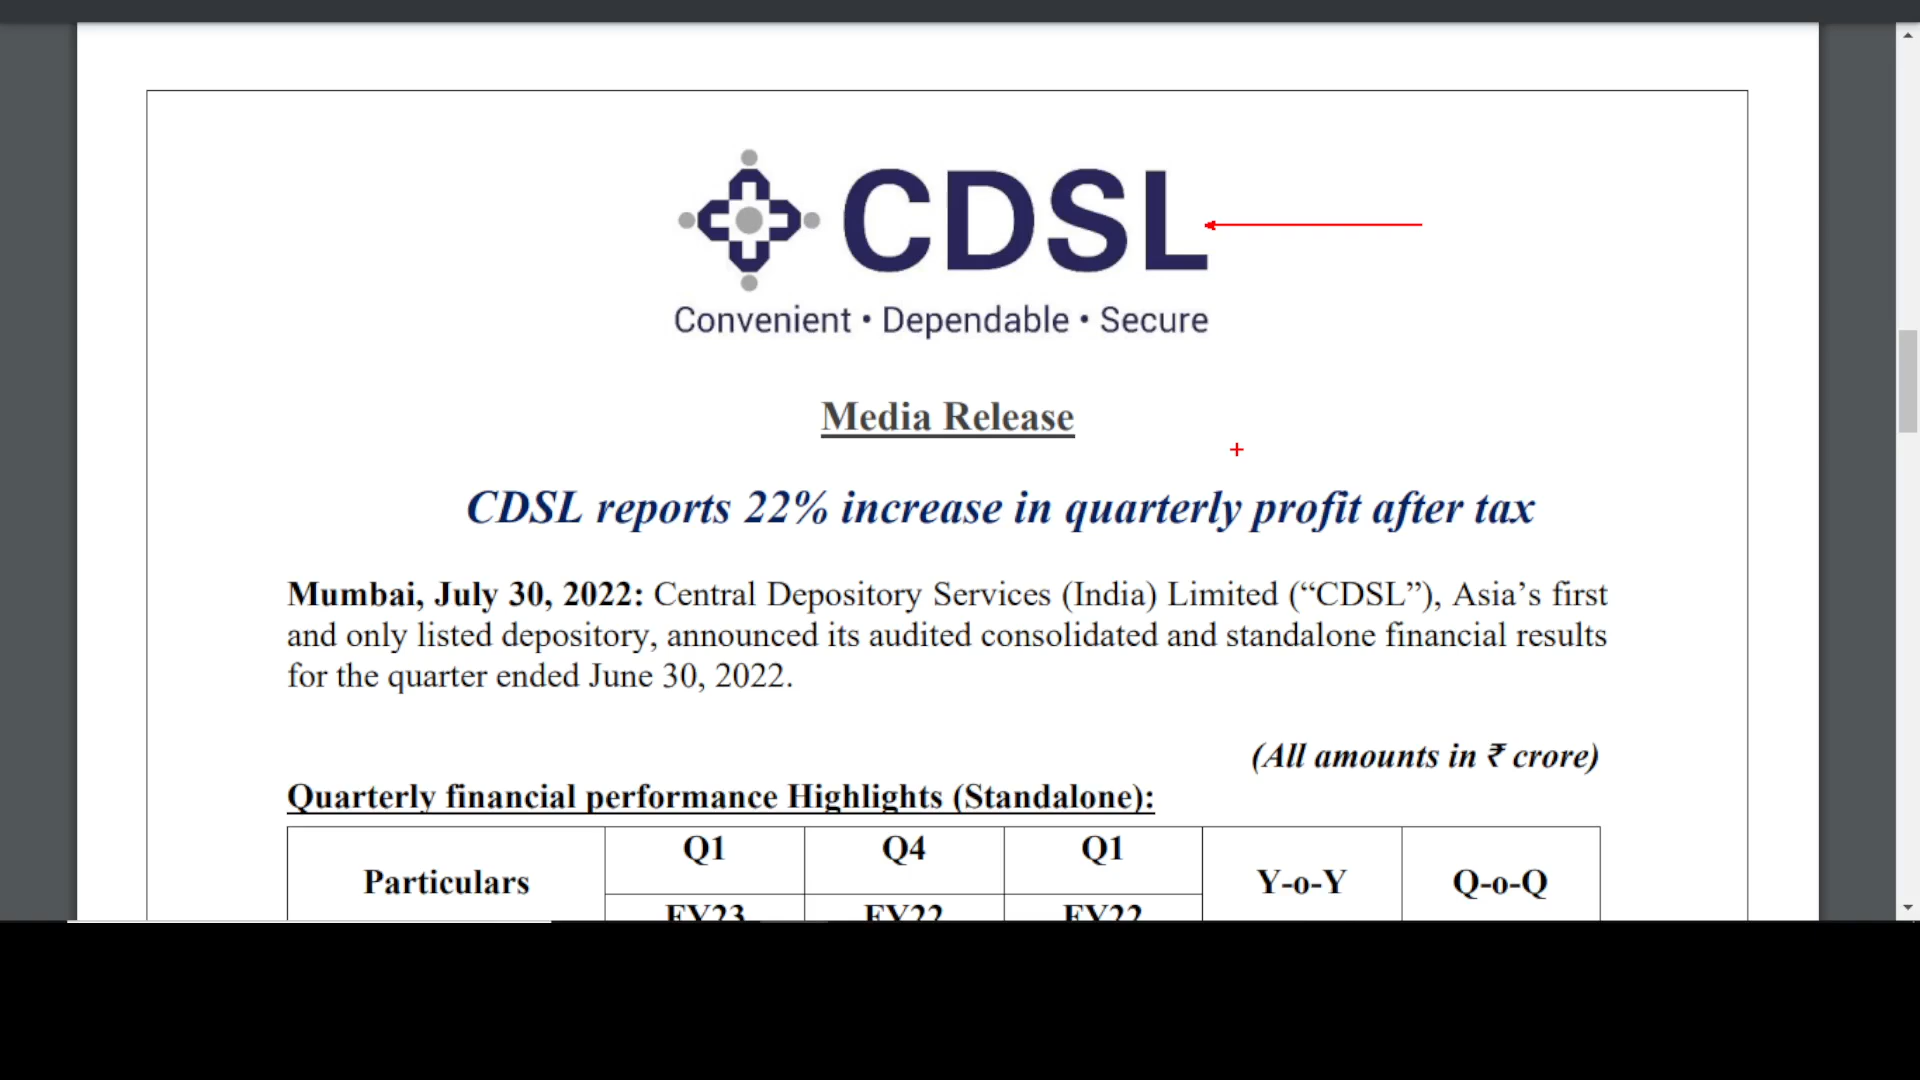 CDSL
Convenient • Dependable • Secure
Media Release
CDSL reports 22% increase in quarterly profit after tax
Mumbai, July 30, 2022: Central Depository Services (India) Limited (“CDSL”), Asia’s first
and only listed depository, announced its audited consolidated and standalone financial results
for the quarter ended June 30, 2022.
(All amounts in ₹ crore)
Quarterly financial performance Highlights (Standalone):
Particulars Q1 Q4 Q1 Y-o-Y Q-o-Q
FY23 FY22 FY22